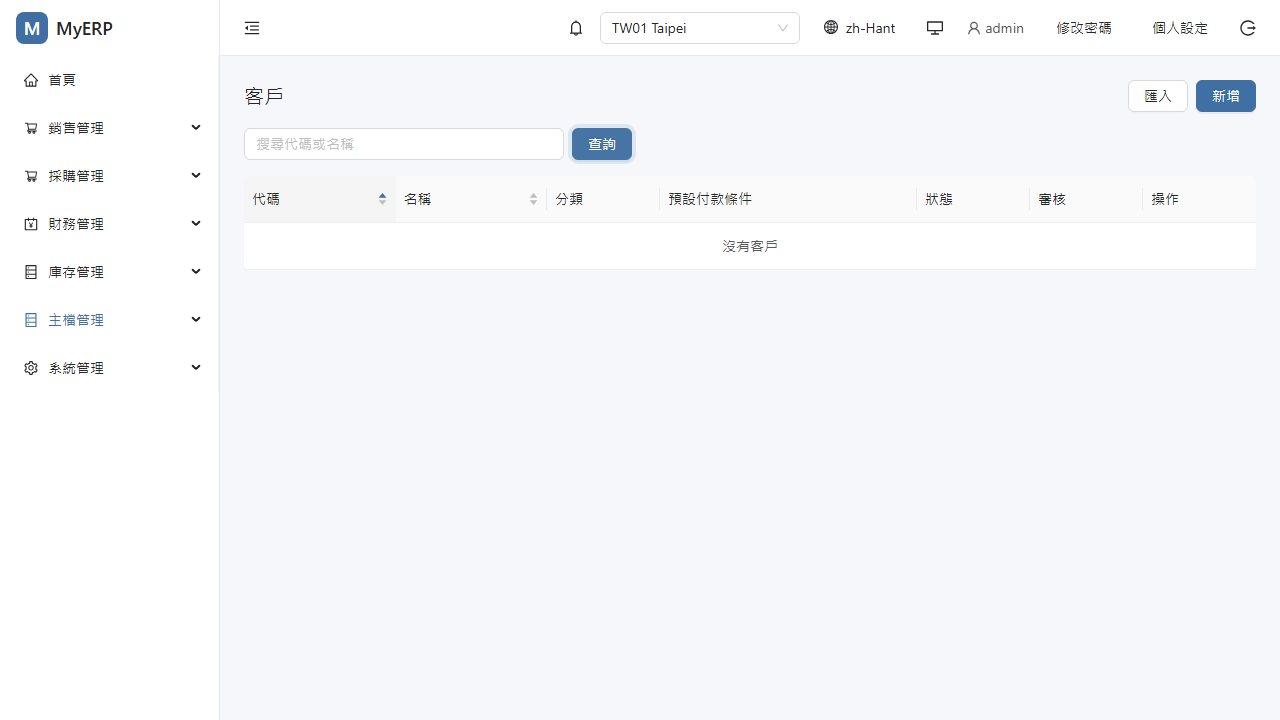 M MyERP
TW01 Taipei
zh-Hant
admin
修改密碼
個人設定
首頁
銷售管理
採購管理
財務管理
庫存管理
主檔管理
系統管理
客戶
匯入
新增
搜尋代碼或名稱
查詢
代碼 名稱 分類 預設付款條件 狀態 審核 操作
沒有客戶